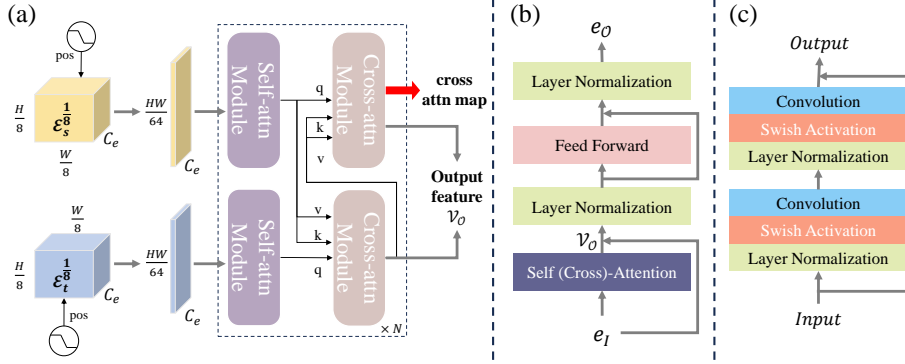 (a)
pos
H/8
ℰ_s^{1/8}
C_e
W/8
HW/64
C_e
Self-attn Module
Cross-attn Module
q
k
v
cross
attn map
Output
feature
𝒱_𝒪
W/8
H/8
ℰ_t^{1/8}
C_e
pos
HW/64
C_e
Self-attn Module
Cross-attn Module
v
k
q
× N
(b)
e_𝒪
Layer Normalization
Feed Forward
Layer Normalization
𝒱_𝒪
Self (Cross)-Attention
e_I
(c)
Output
Convolution
Swish Activation
Layer Normalization
Convolution
Swish Activation
Layer Normalization
Input